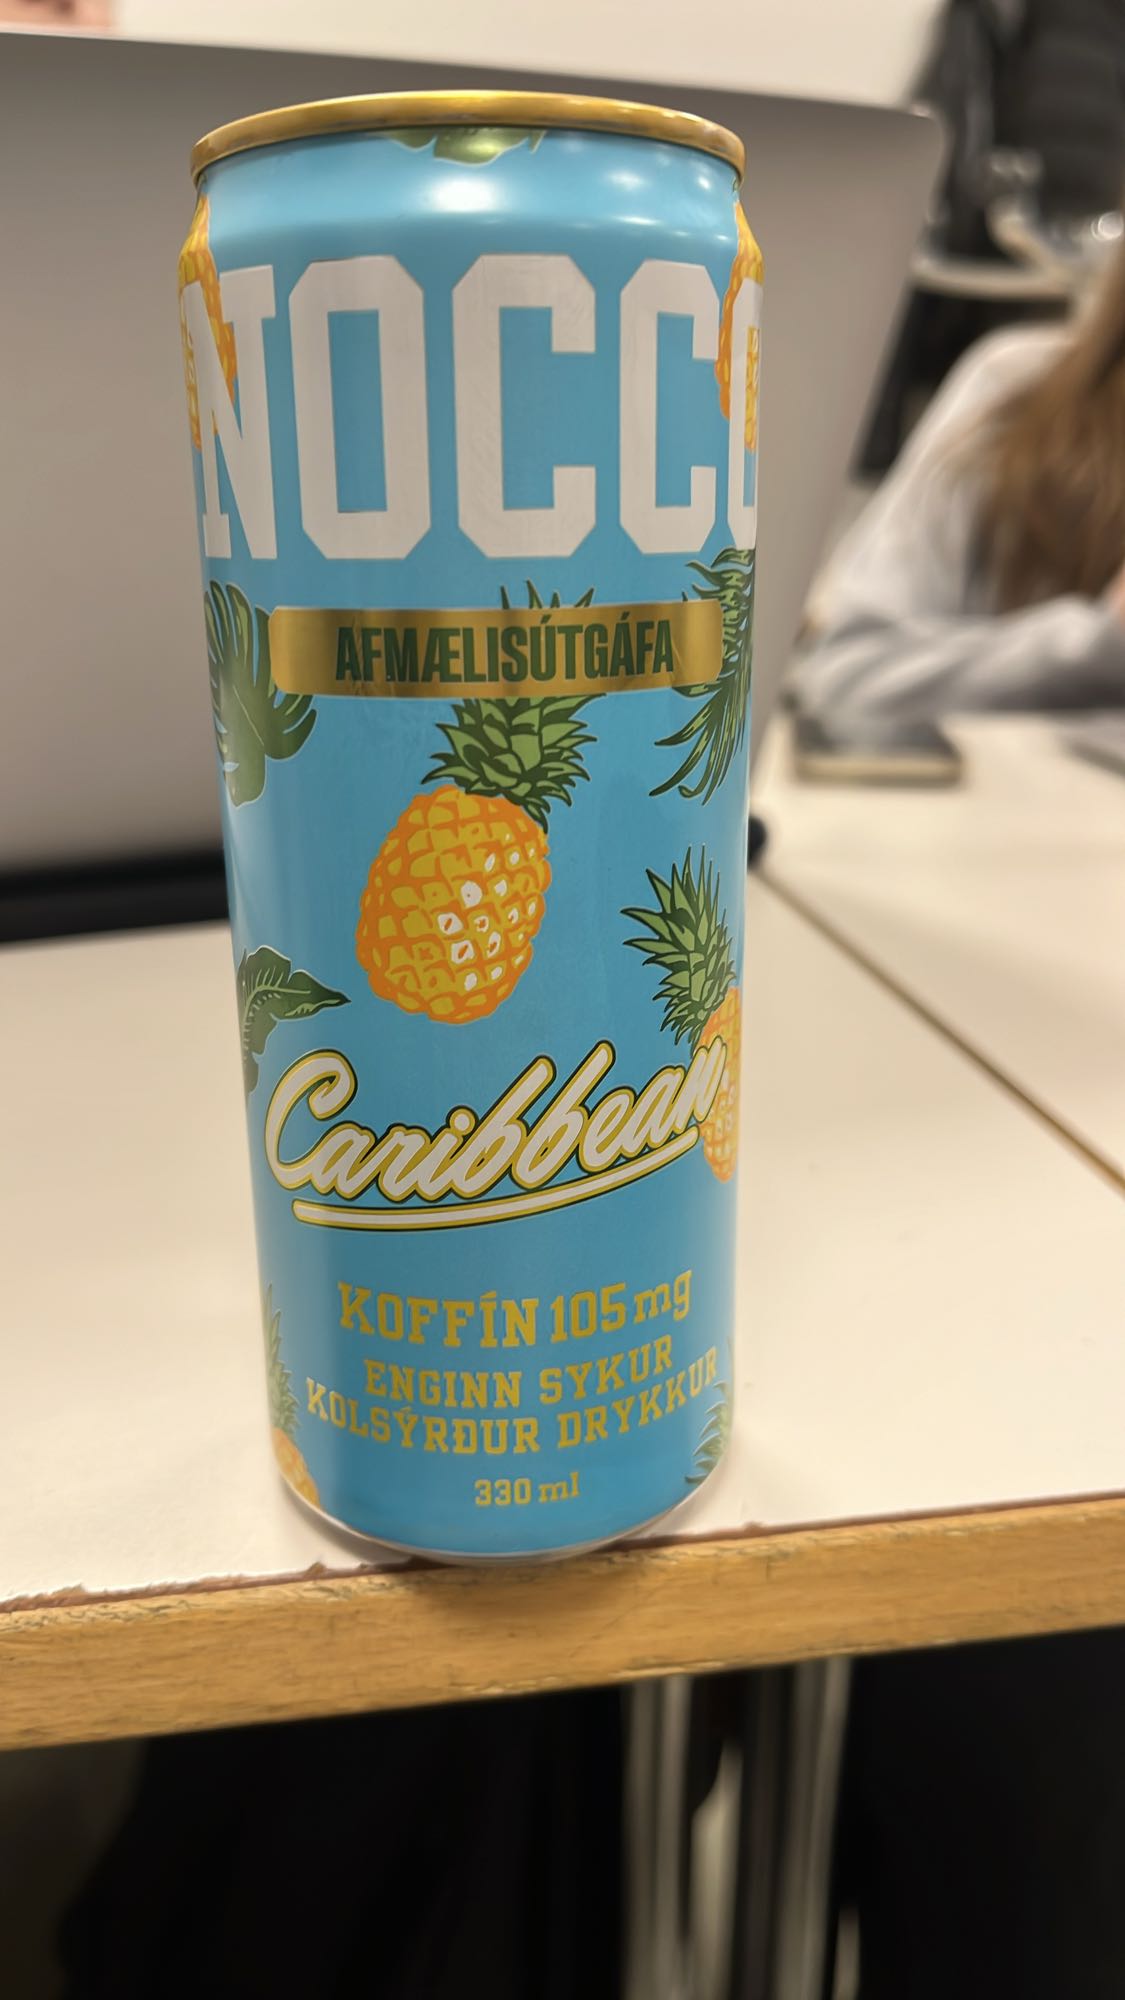 NOCCO
AFMÆLISÚTGÁFA
Caribbean
KOFFÍN 105 mg
ENGINN SYKUR
KOLSÝRÐUR DRYKKUR
330 ml